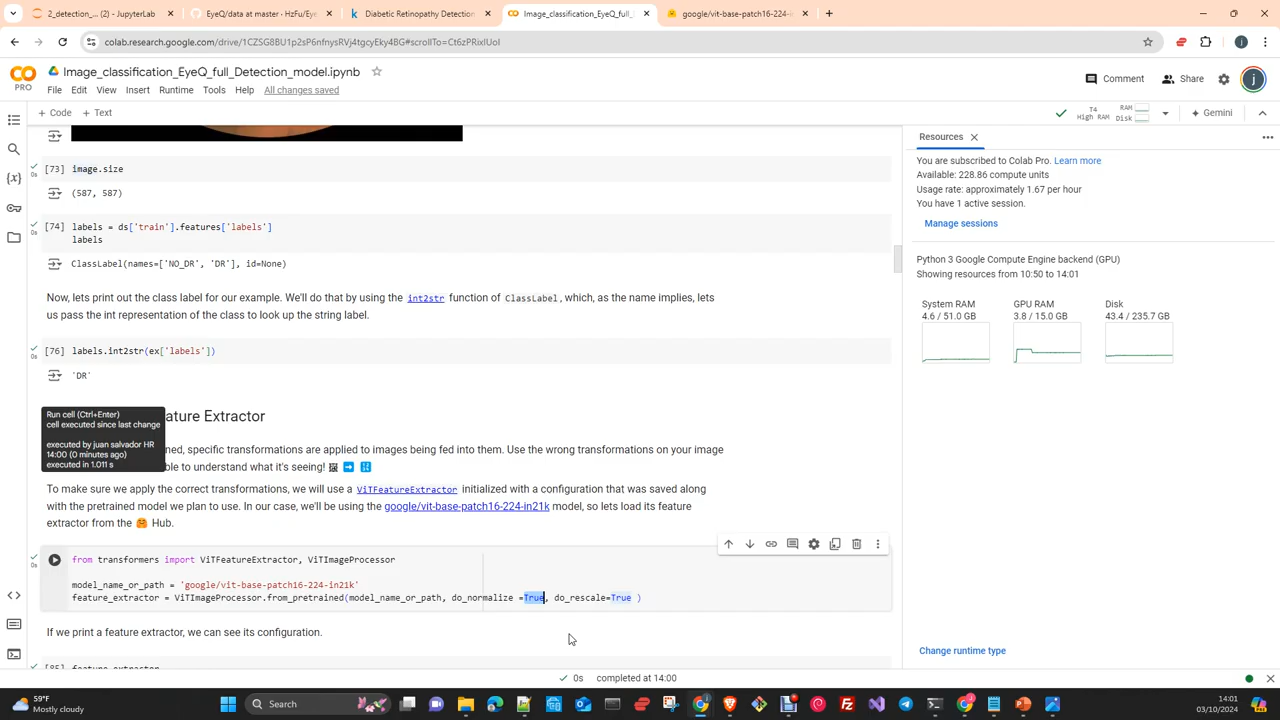 2_detection_... (2) - JupyterLab
EyeQ/data at master · HzFu/Eye
Diabetic Retinopathy Detection
Image_classification_EyeQ_full_
google/vit-base-patch16-224-in
colab.research.google.com/drive/1CZSG8BU1p2sP6nfnysRVj4tgcyEky4BG#scrollTo=Ct6zPRixIUoI
j
CO
PRO
Image_classification_EyeQ_full_Detection_model.ipynb
Comment
Share
j
File Edit View Insert Runtime Tools Help All changes saved
+ Code + Text
T4
High RAM
RAM
Disk
Gemini
Resources
[73] image.size
0s
(587, 587)
[74] labels = ds['train'].features['labels']
0s
labels
ClassLabel(names=['NO_DR', 'DR'], id=None)
Now, lets print out the class label for our example. We'll do that by using the int2str function of ClassLabel, which, as the name implies, lets
us pass the int representation of the class to look up the string label.
[76] labels.int2str(ex['labels'])
0s
'DR'
Run cell (Ctrl+Enter)
cell executed since last change
executed by juan salvador HR
14:00 (0 minutes ago)
executed in 1.011 s
ature Extractor
ned, specific transformations are applied to images being fed into them. Use the wrong transformations on your image
ble to understand what it's seeing! 🖼 ➡ 🔢
To make sure we apply the correct transformations, we will use a ViTFeatureExtractor initialized with a configuration that was saved along
with the pretrained model we plan to use. In our case, we'll be using the google/vit-base-patch16-224-in21k model, so lets load its feature
extractor from the 🤗 Hub.
0s
from transformers import ViTFeatureExtractor, ViTImageProcessor
model_name_or_path = 'google/vit-base-patch16-224-in21k'
feature_extractor = ViTImageProcessor.from_pretrained(model_name_or_path, do_normalize =True, do_rescale=True )
If we print a feature extractor, we can see its configuration.
[85] feature_extractor
You are subscribed to Colab Pro. Learn more
Available: 228.86 compute units
Usage rate: approximately 1.67 per hour
You have 1 active session.
Manage sessions
Python 3 Google Compute Engine backend (GPU)
Showing resources from 10:50 to 14:01
System RAM
4.6 / 51.0 GB
GPU RAM
3.8 / 15.0 GB
Disk
43.4 / 235.7 GB
Change runtime type
0s completed at 14:00
59°F
Mostly cloudy
Search
14:01
03/10/2024